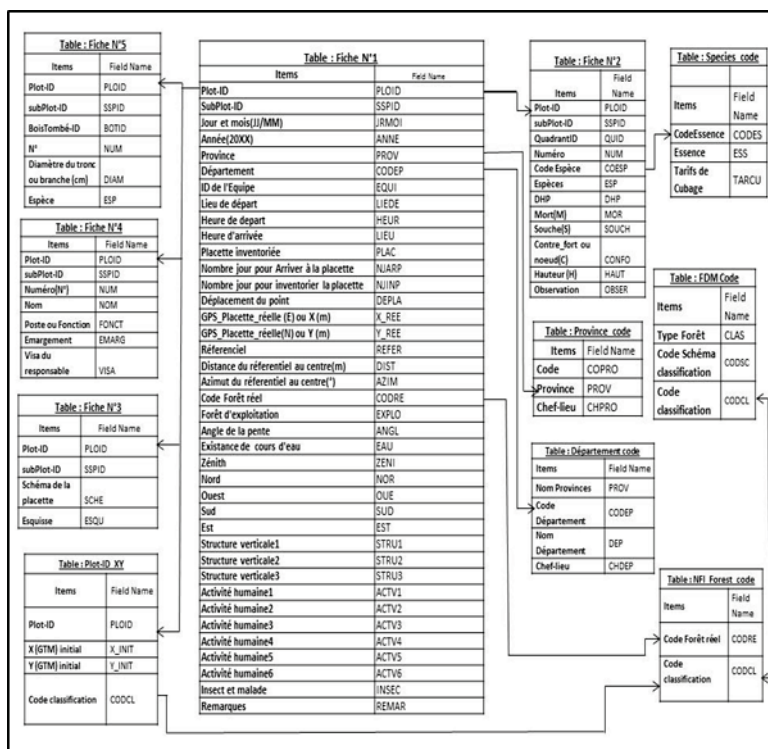 Table : Fiche N°5
Items Field Name
Plot-ID PLOID
subPlot-ID SSPID
BoisTombé-ID BOTID
N° NUM
Diamètre du tronc
ou branche (cm) DIAM
Espèce ESP
Table : Fiche N°4
Items Field Name
Plot-ID PLOID
subPlot-ID SSPID
Numéro(N°) NUM
Nom NOM
Poste ou Fonction FONCT
Emargement EMARG
Visa du
responsable VISA
Table : Fiche N°3
Items Field Name
Plot-ID PLOID
subPlot-ID SSPID
Schéma de la
placette SCHE
Esquisse ESQU
Table : Plot-ID_XY
Items Field Name
Plot-ID PLOID
X (GTM) initial X_INIT
Y (GTM) initial Y_INIT
Code classification CODCL
Table : Fiche N°1
Items Field Name
Plot-ID PLOID
SubPlot-ID SSPID
Jour et mois(JJ/MM) JRMOI
Année(20XX) ANNE
Province PROV
Département CODEP
ID de l'Equipe EQUI
Lieu de départ LIEDE
Heure de depart HEUR
Heure d'arrivée LIEU
Placette inventoriée PLAC
Nombre jour pour Arriver à la placette NJARP
Nombre jour pour inventorier la placette NJINP
Déplacement du point DEPLA
GPS_Placette_réelle (E) ou X (m) X_REE
GPS_Placette_réelle(N) ou Y (m) Y_REE
Réferenciel REFER
Distance du réferentiel au centre(m) DIST
Azimut du réferentiel au centre(°) AZIM
Code Forêt réel CODRE
Forêt d'exploitation EXPLO
Angle de la pente ANGL
Existance de cours d'eau EAU
Zénith ZENI
Nord NOR
Ouest OUE
Sud SUD
Est EST
Structure verticale1 STRU1
Structure verticale2 STRU2
Structure verticale3 STRU3
Activité humaine1 ACTV1
Activité humaine2 ACTV2
Activité humaine3 ACTV3
Activité humaine4 ACTV4
Activité humaine5 ACTV5
Activité humaine6 ACTV6
Insect et malade INSEC
Remarques REMAR
Table : Fiche N°2
Items Field
Name
Plot-ID PLOID
subPlot-ID SSPID
QuadrantID QUID
Numéro NUM
Code Espèce COESP
Espèces ESP
DHP DHP
Mort(M) MOR
Souche(S) SOUCH
Contre_fort ou
noeud(C) CONFO
Hauteur (H) HAUT
Observation OBSER
Table : Species code
Items Field
Name
CodeEssence CODES
Essence ESS
Tarifs de
Cubage TARCU
Table : Province code
Items Field Name
Code COPRO
Province PROV
Chef-lieu CHPRO
Table : FDM Code
Items Field
Name
Type Forêt CLAS
Code Schéma
classification CODSC
Code
classification CODCL
Table : Département code
Items Field Name
Nom Provinces PROV
Code
Département CODEP
Nom
Département DEP
Chef-lieu CHDEP
Table : NFI_Forest_code
Items Field
Name
Code Forêt réel CODRE
Code
classification CODCL